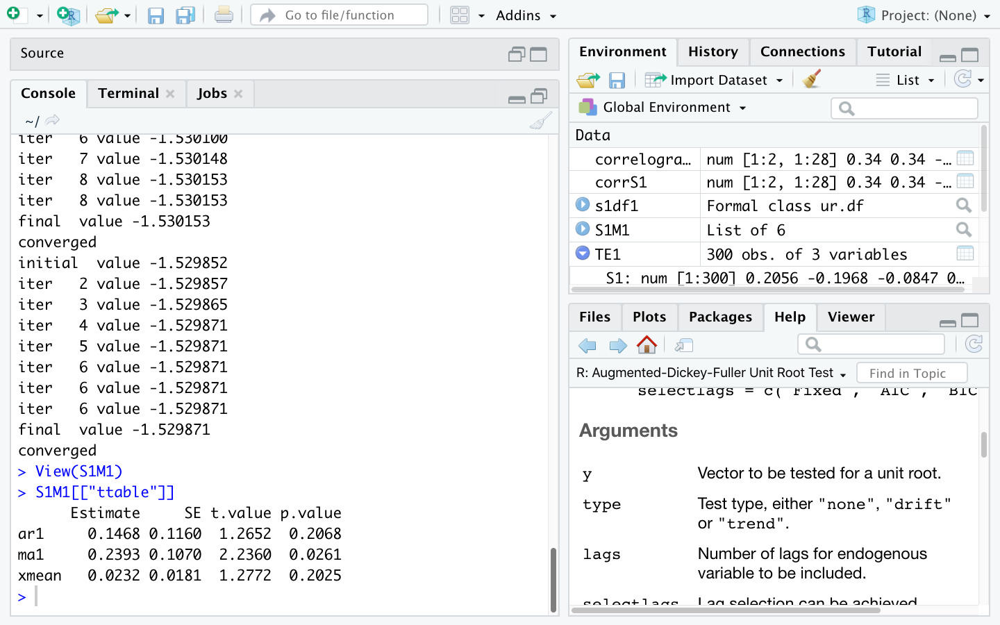 Go to file/function
Addins
Project: (None)
Source
Console
Terminal
Jobs
~/
iter   6 value -1.530100
iter   7 value -1.530148
iter   8 value -1.530153
iter   8 value -1.530153
final  value -1.530153
converged
initial  value -1.529852
iter   2 value -1.529857
iter   3 value -1.529865
iter   4 value -1.529871
iter   5 value -1.529871
iter   6 value -1.529871
iter   6 value -1.529871
iter   6 value -1.529871
final  value -1.529871
converged
> View(S1M1)
> S1M1[["ttable"]]
      Estimate     SE t.value p.value
ar1     0.1468 0.1160  1.2652  0.2068
ma1     0.2393 0.1070  2.2360  0.0261
xmean   0.0232 0.0181  1.2772  0.2025
>
Environment
History
Connections
Tutorial
Import Dataset
List
Global Environment
Data
correlogra… num [1:2, 1:28] 0.34 0.34 -…
corrS1 num [1:2, 1:28] 0.34 0.34 -…
s1df1 Formal class ur.df
S1M1 List of 6
TE1 300 obs. of 3 variables
S1: num [1:300] 0.2056 -0.1968 -0.0847 0…
Files
Plots
Packages
Help
Viewer
R: Augmented-Dickey-Fuller Unit Root Test
Find in Topic
selectlags = c("Fixed", "AIC", "BIC
Arguments
y Vector to be tested for a unit root.
type Test type, either "none", "drift"
or "trend".
lags Number of lags for endogenous
variable to be included.
selectlags Lag selection can be achieved